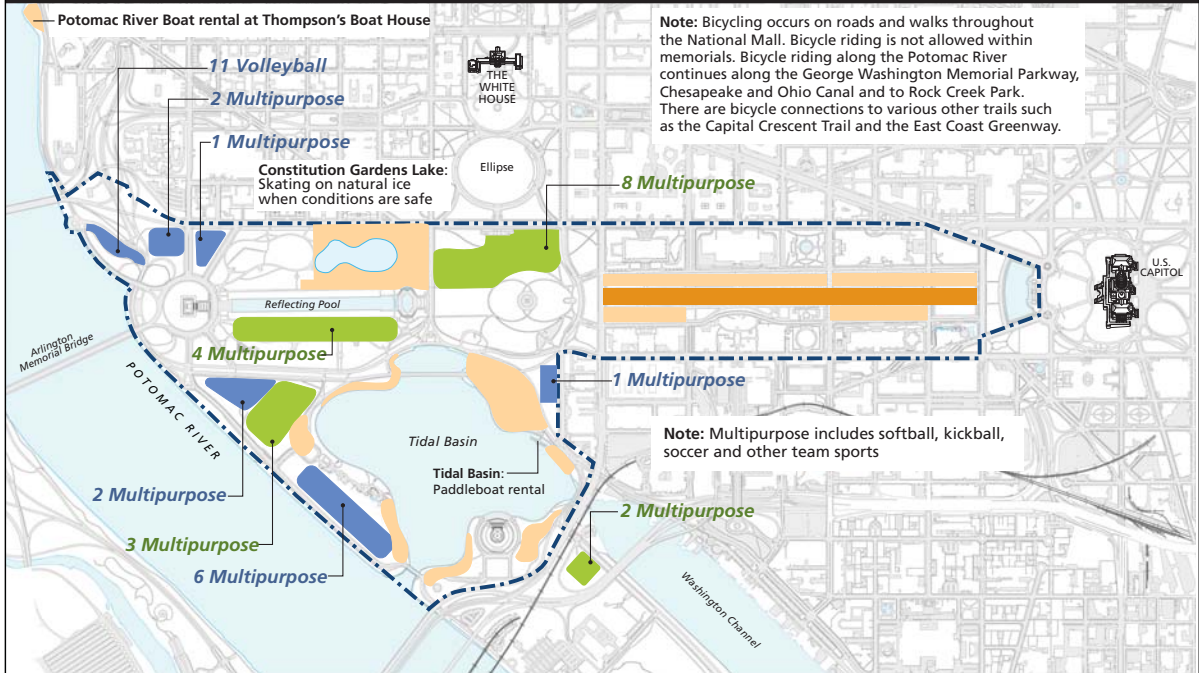 Potomac River Boat rental at Thompson's Boat House
Note: Bicycling occurs on roads and walks throughout
the National Mall. Bicycle riding is not allowed within
memorials. Bicycle riding along the Potomac River
continues along the George Washington Memorial Parkway,
Chesapeake and Ohio Canal and to Rock Creek Park.
There are bicycle connections to various other trails such
as the Capital Crescent Trail and the East Coast Greenway.
11 Volleyball
2 Multipurpose
1 Multipurpose
THE
WHITE
HOUSE
Constitution Gardens Lake:
Skating on natural ice
when conditions are safe
Ellipse
8 Multipurpose
U.S.
CAPITOL
Reflecting Pool
Arlington
Memorial Bridge
4 Multipurpose
POTOMAC RIVER
1 Multipurpose
Tidal Basin
Note: Multipurpose includes softball, kickball,
soccer and other team sports
Tidal Basin:
Paddleboat rental
2 Multipurpose
3 Multipurpose
6 Multipurpose
2 Multipurpose
Washington Channel